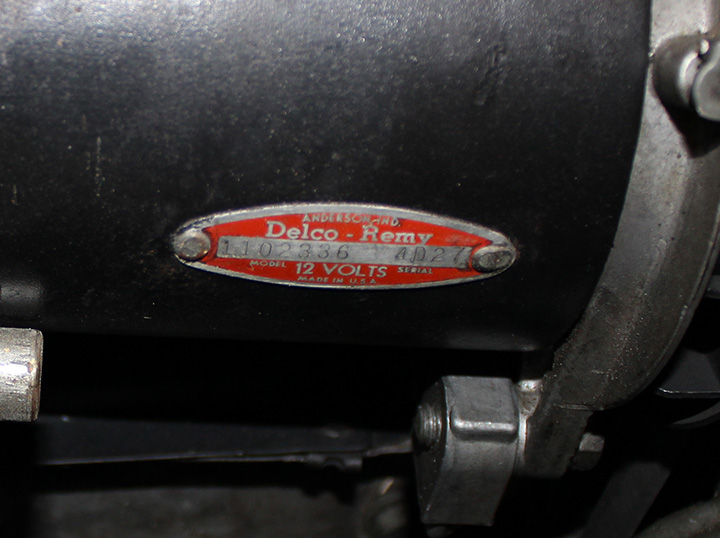 ANDERSON, IND.
Delco - Remy
1102336 4D27
MODEL 12 VOLTS SERIAL
MADE IN U.S.A.